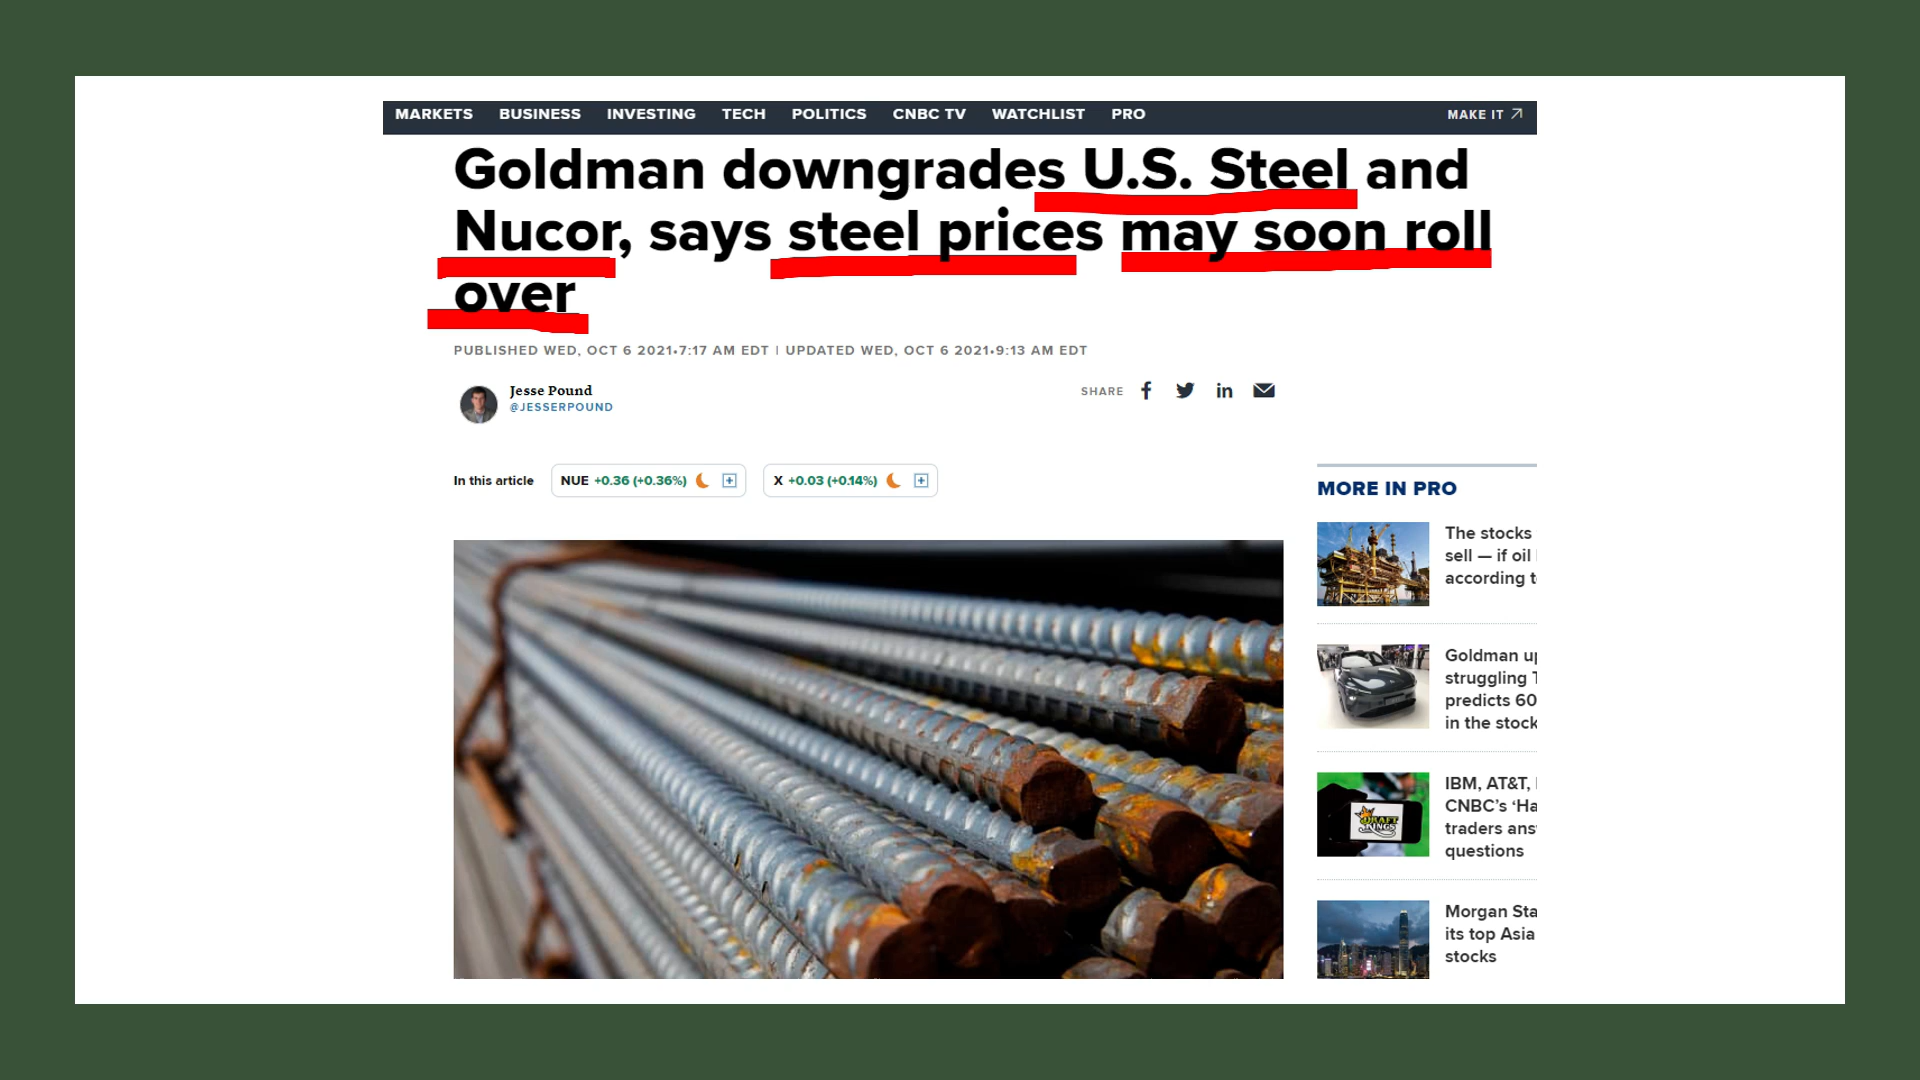 MARKETS BUSINESS INVESTING TECH POLITICS CNBC TV WATCHLIST PRO MAKE IT
Goldman downgrades U.S. Steel and
Nucor, says steel prices may soon roll
over
PUBLISHED WED, OCT 6 2021•7:17 AM EDT | UPDATED WED, OCT 6 2021•9:13 AM EDT
Jesse Pound
@JESSERPOUND
SHARE
In this article NUE +0.36 (+0.36%) X +0.03 (+0.14%)
MORE IN PRO
The stocks
sell — if oil
according
Goldman
struggling
predicts 60
in the stock
IBM, AT&T,
CNBC's
traders
questions
DRAFT
KINGS
Morgan
its top Asia
stocks